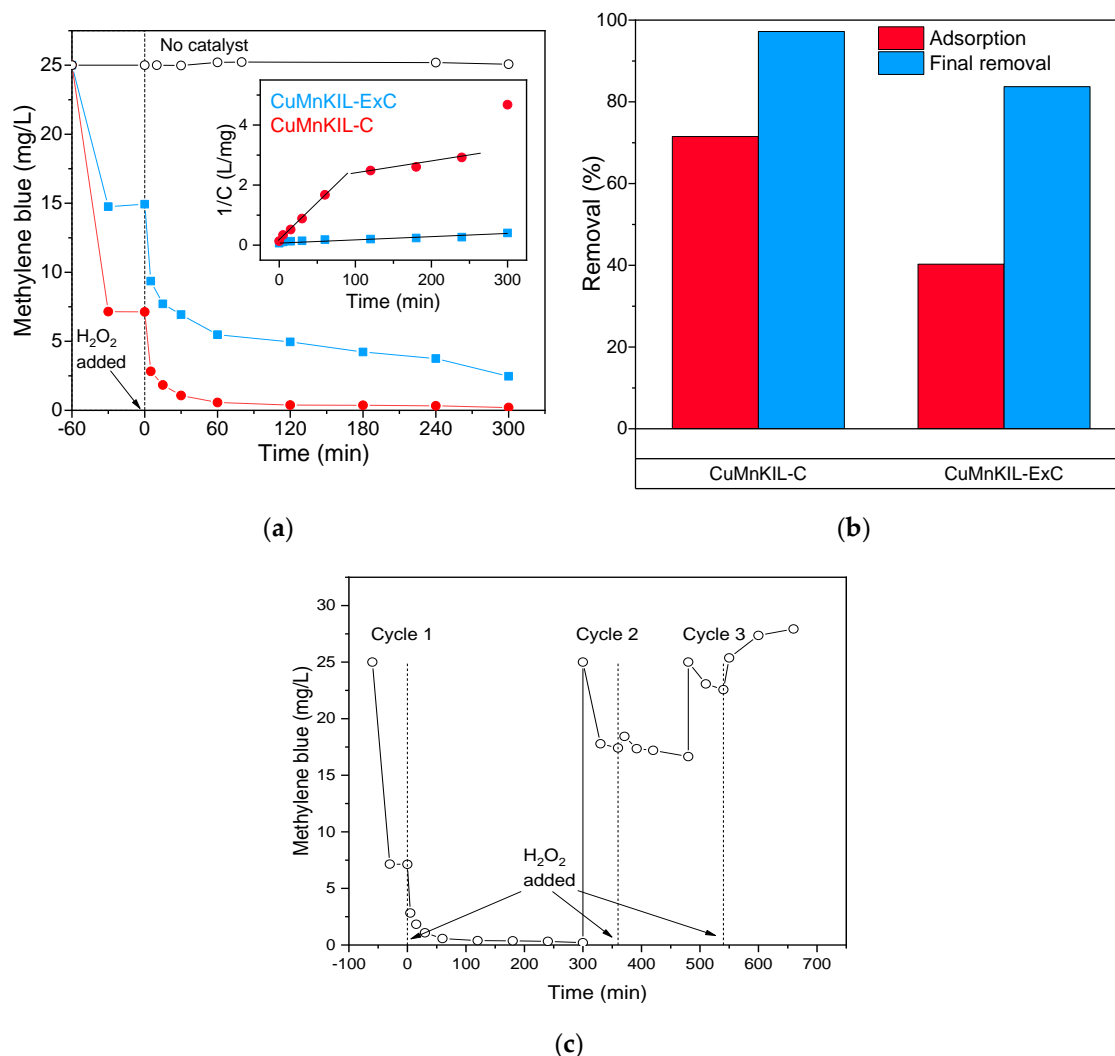 No catalyst
CuMnKIL-ExC
CuMnKIL-C
1/C (L/mg)
4
2
0
0
100
200
300
Time (min)
Methylene blue (mg/L)
25
20
15
10
5
0
H₂O₂
added
-60
0
60
120
180
240
300
Time (min)
(a)
Removal (%)
100
80
60
40
20
0
Adsorption
Final removal
CuMnKIL-C
CuMnKIL-ExC
(b)
Methylene blue (mg/L)
30
25
20
15
10
5
0
Cycle 1
Cycle 2
Cycle 3
H₂O₂
added
-100
0
100
200
300
400
500
600
700
Time (min)
(c)